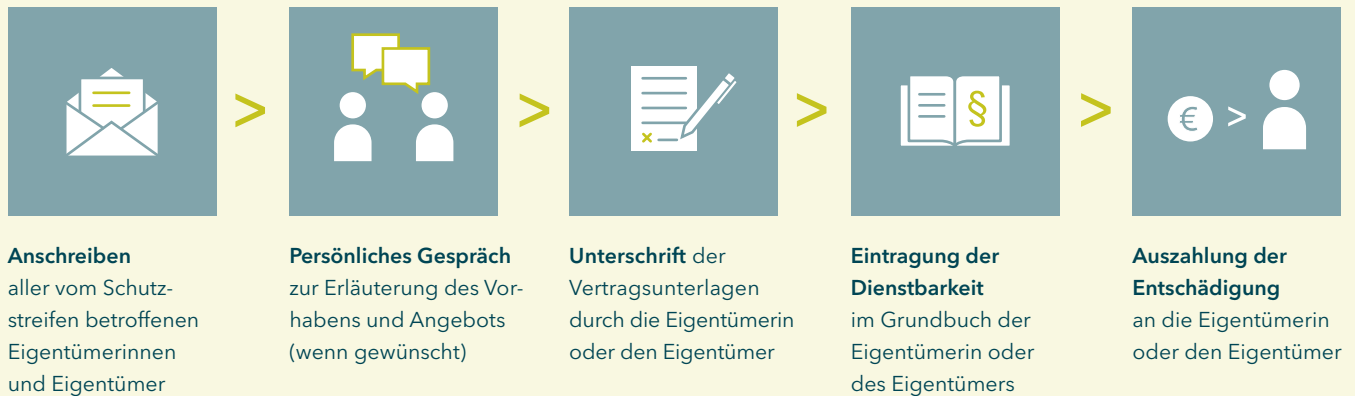 >
>
>
>
§
€
>
x
Anschreiben
aller vom Schutz-
streifen betroffenen
Eigentümerinnen
und Eigentümer
Persönliches Gespräch
zur Erläuterung des Vor-
habens und Angebots
(wenn gewünscht)
Unterschrift der
Vertragsunterlagen
durch die Eigentümerin
oder den Eigentümer
Eintragung der
Dienstbarkeit
im Grundbuch der
Eigentümerin oder
des Eigentümers
Auszahlung der
Entschädigung
an die Eigentümerin
oder den Eigentümer